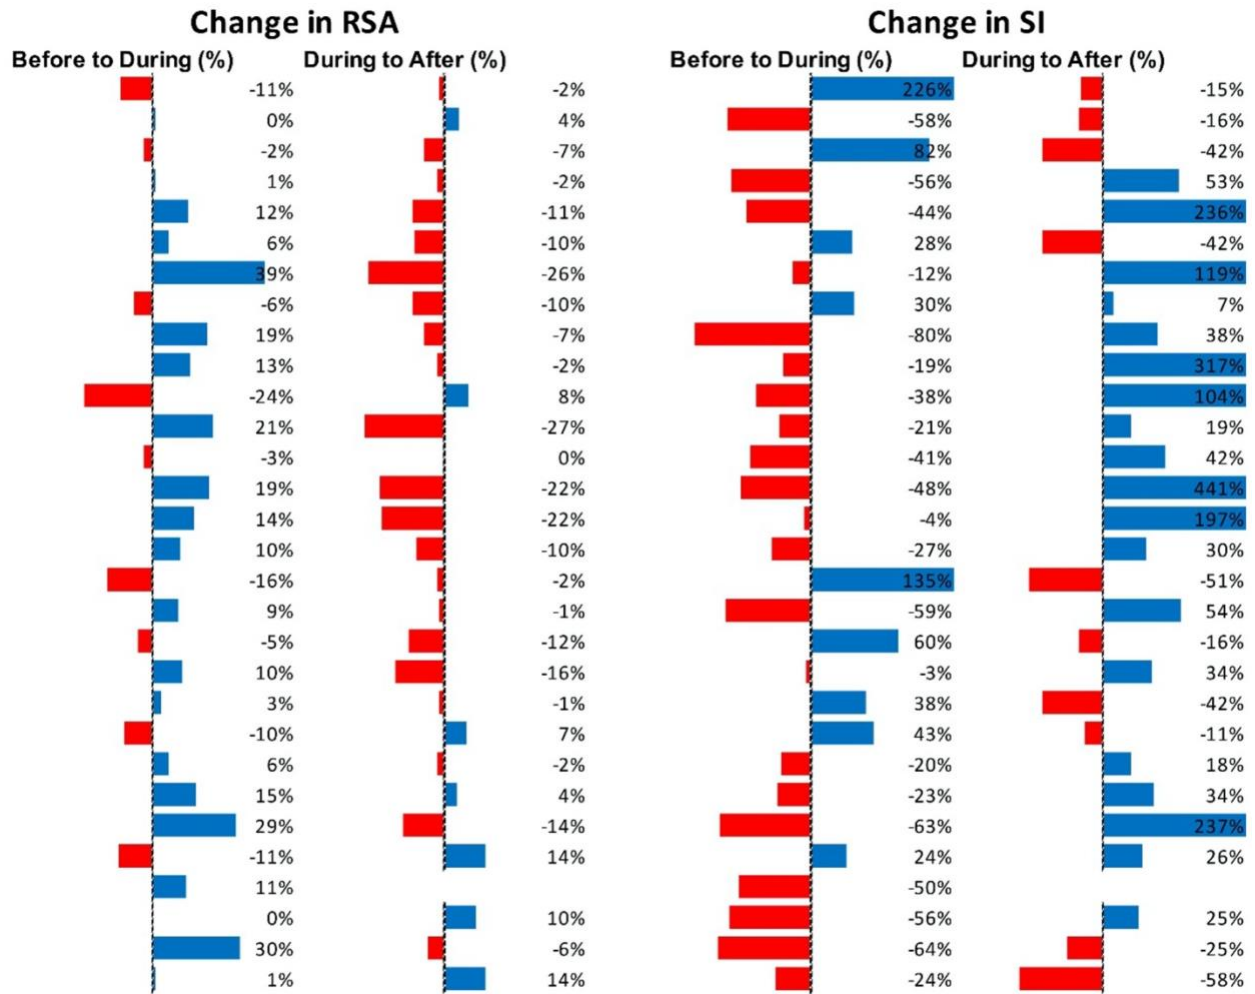 Change in RSA Change in SI
Before to During (%) During to After (%) Before to During (%) During to After (%)
-11% -2% 226% -15%
0% 4% -58% -16%
-2% -7% 82% -42%
1% -2% -56% 53%
12% -11% -44% 236%
6% -10% 28% -42%
39% -26% -12% 119%
-6% -10% 30% 7%
19% -7% -80% 38%
13% -2% -19% 317%
-24% 8% -38% 104%
21% -27% -21% 19%
-3% 0% -41% 42%
19% -22% -48% 441%
14% -22% -4% 197%
10% -10% -27% 30%
-16% -2% 135% -51%
9% -1% -59% 54%
-5% -12% 60% -16%
10% -16% -3% 34%
3% -1% 38% -42%
-10% 7% 43% -11%
6% -2% -20% 18%
15% 4% -23% 34%
29% -14% -63% 237%
-11% 14% 24% 26%
11% -50%
0% 10% -56% 25%
30% -6% -64% -25%
1% 14% -24% -58%